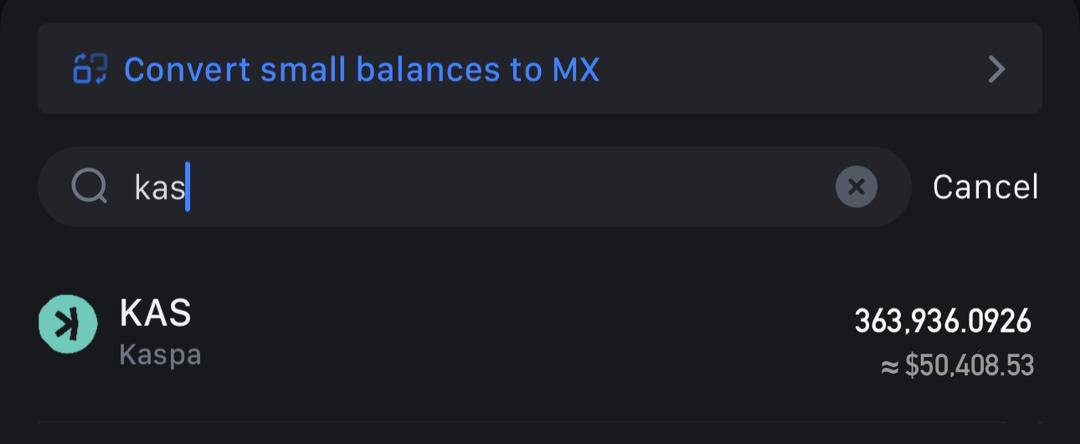 Convert small balances to MX
kas
Cancel
KAS
363,936.0926
Kaspa
≈ $50,408.53